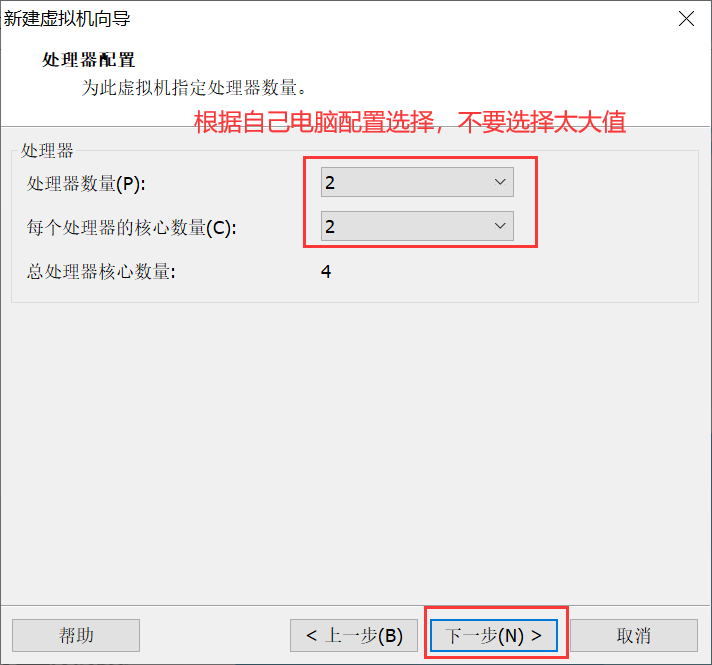 新建虚拟机向导
处理器配置
为此虚拟机指定处理器数量。
根据自己电脑配置选择，不要选择太大值
处理器
处理器数量(P): 2
每个处理器的核心数量(C): 2
总处理器核心数量: 4
帮助 < 上一步(B) 下一步(N) > 取消